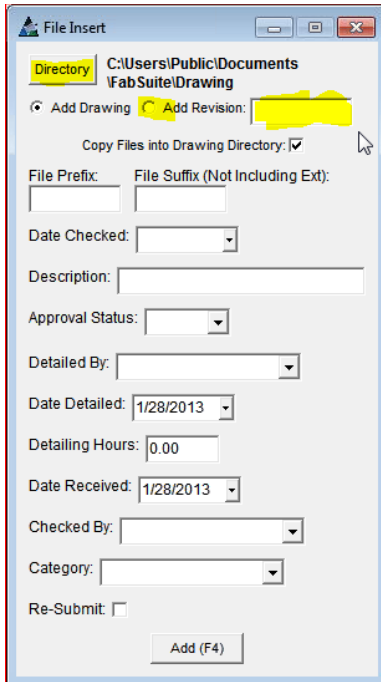 File Insert
Directory C:\Users\Public\Documents
\FabSuite\Drawing
Add Drawing Add Revision:
Copy Files into Drawing Directory:
File Prefix: File Suffix (Not Including Ext):
Date Checked:
Description:
Approval Status:
Detailed By:
Date Detailed: 1/28/2013
Detailing Hours: 0.00
Date Received: 1/28/2013
Checked By:
Category:
Re-Submit:
Add (F4)